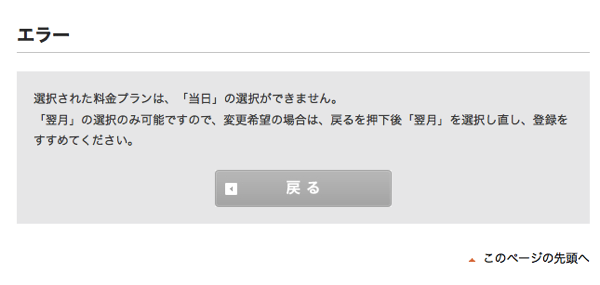 エラー
選択された料金プランは、「当日」の選択ができません。
「翌月」の選択のみ可能ですので、変更希望の場合は、戻るを押下後「翌月」を選択し直し、登録を
すすめてください。
戻る
このページの先頭へ